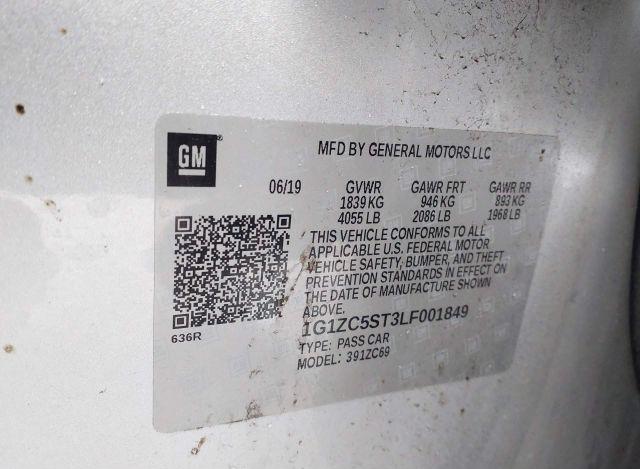 GM
MFD BY GENERAL MOTORS LLC
06/19 GVWR GAWR FRT GAWR RR
1839 KG 946 KG 893 KG
4055 LB 2086 LB 1968 LB
THIS VEHICLE CONFORMS TO ALL
APPLICABLE U.S. FEDERAL MOTOR
VEHICLE SAFETY, BUMPER, AND THEFT
PREVENTION STANDARDS IN EFFECT ON
THE DATE OF MANUFACTURE SHOWN
ABOVE.
1G1ZC5ST3LF001849
636R
TYPE: PASS CAR
MODEL: 391ZC69